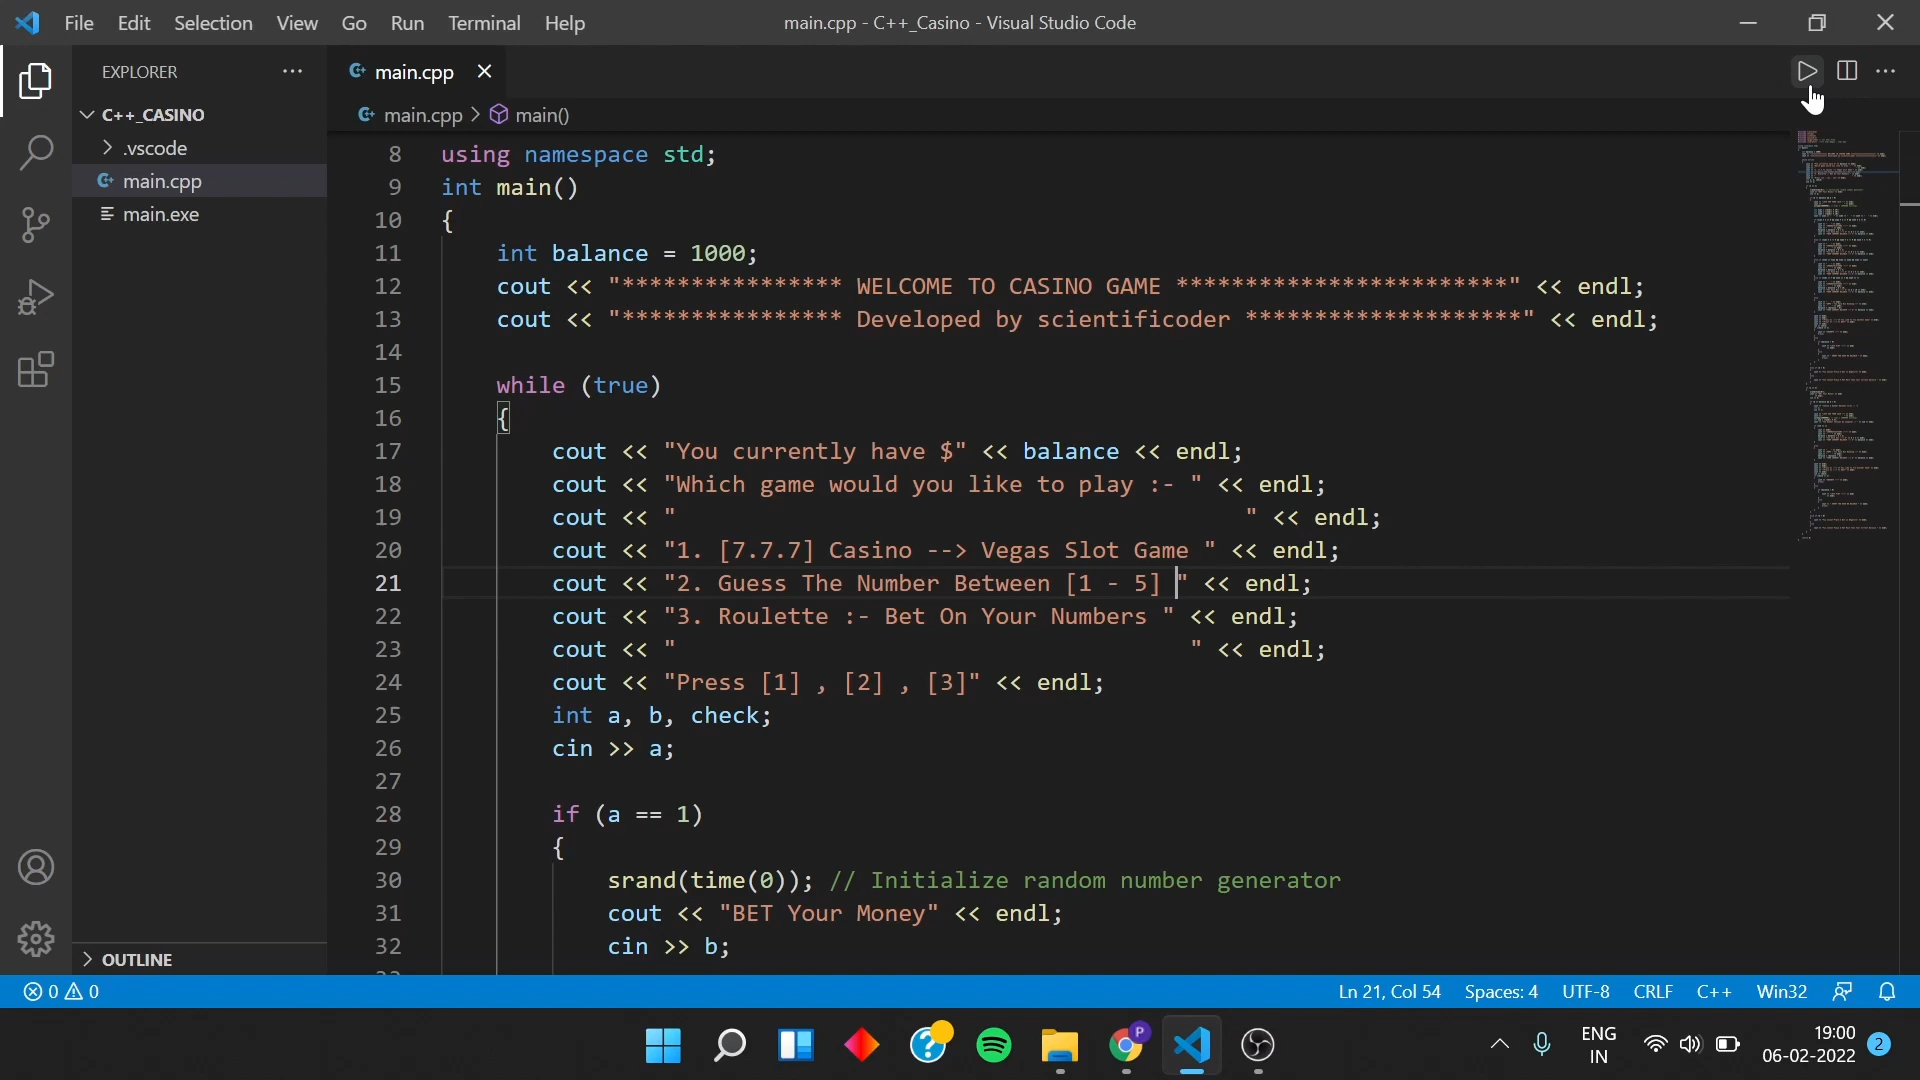 File Edit Selection View Go Run Terminal Help
main.cpp - C++_Casino - Visual Studio Code
EXPLORER
C++_CASINO
.vscode
main.cpp
main.exe
OUTLINE
main.cpp
main.cpp > main()
8 using namespace std;
9 int main()
10 {
11 int balance = 1000;
12 cout << "**************** WELCOME TO CASINO GAME ************************" << endl;
13 cout << "**************** Developed by scientificoder ********************" << endl;
14
15 while (true)
16 {
17 cout << "You currently have $" << balance << endl;
18 cout << "Which game would you like to play :- " << endl;
19 cout << "                                         " << endl;
20 cout << "1. [7.7.7] Casino --> Vegas Slot Game " << endl;
21 cout << "2. Guess The Number Between [1 - 5] " << endl;
22 cout << "3. Roulette :- Bet On Your Numbers " << endl;
23 cout << "                                     " << endl;
24 cout << "Press [1] , [2] , [3]" << endl;
25 int a, b, check;
26 cin >> a;
27
28 if (a == 1)
29 {
30 srand(time(0)); // Initialize random number generator
31 cout << "BET Your Money" << endl;
32 cin >> b;
0 0
Ln 21, Col 54 Spaces: 4 UTF-8 CRLF C++ Win32
P
ENG
IN
19:00
06-02-2022
2